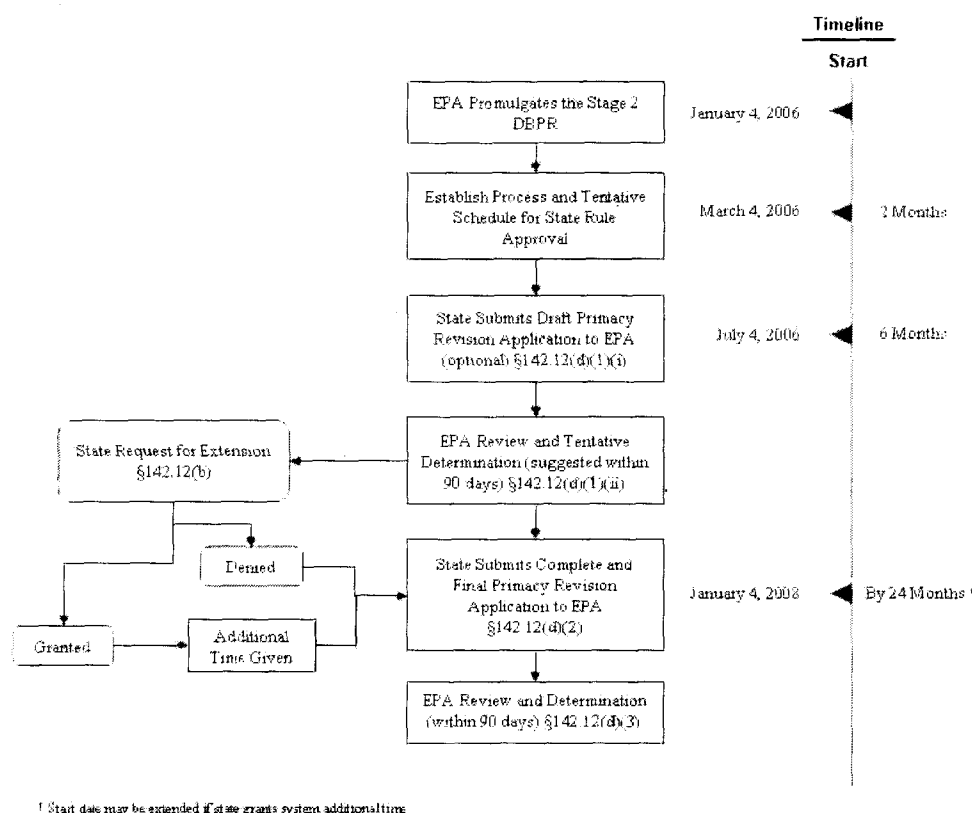 Timeline
Start
EPA Promulgates the Stage 2
DBPR
January 4, 2006
Establish Process and Tentative
Schedule for State Rule
Approval
March 4, 2006
2 Months
State Submits Draft Primacy
Revision Application to EPA
(optional) §142.12(d)(1)(i)
July 4, 2006
6 Months
EPA Review and Tentative
Determination (suggested within
90 days) §142.12(d)(1)(ii)
State Request for Extension
§142.12(b)
Denied
Granted
Additional
Time Given
State Submits Complete and
Final Primacy Revision
Application to EPA
§142.12(d)(2)
January 4, 2008
By 24 Months
EPA Review and Determination
(within 90 days) §142.12(d)(3)
Start date may be extended if state grants system additional time